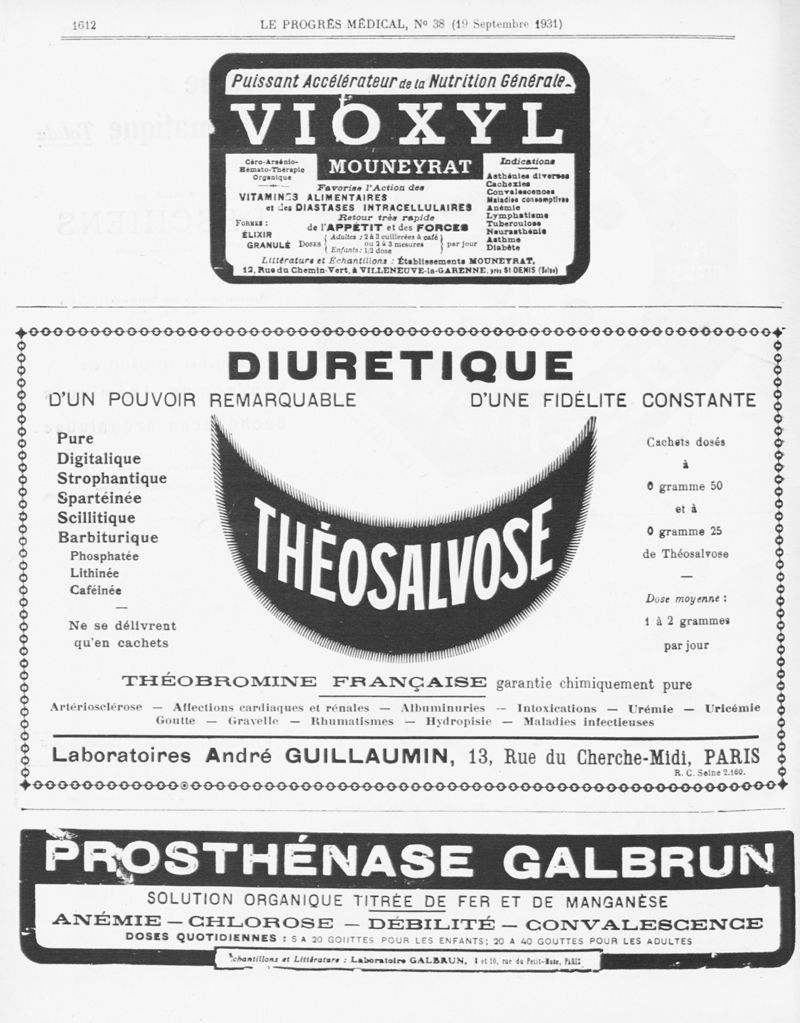 1612
LE PROGRÈS MÉDICAL, Nº 38 (19 Septembre 1931)
Puissant Accélérateur de la Nutrition Générale
VIOXYL
MOUNEYRAT
Céro-Arsénio-
Hémato-Thérapie
Organique
Favorise l'Action des
VITAMINES ALIMENTAIRES
et des DIASTASES INTRACELLULAIRES
Retour très rapide
de l'APPÉTIT et des FORCES
FORMES :
ÉLIXIR
GRANULÉ
DOSES
Adultes : 2 à 3 cuillerées à café
ou 2 à 3 mesures
Enfants : 1/2 dose
par jour
Indications
Asthénies diverses
Cachexies
Convalescences
Maladies consomptives
Anémie
Lymphatisme
Tuberculose
Neurasthénie
Asthme
Diabète
Littérature et Échantillons : Établissements MOUNEYRAT,
12, Rue du Chemin-Vert, à VILLENEUVE-la-GARENNE, près St-DENIS (Seine)
DIURETIQUE
D'UN POUVOIR REMARQUABLE
D'UNE FIDÉLITÉ CONSTANTE
Pure
Digitalique
Strophantique
Spartéinée
Scillitique
Barbiturique
Phosphatée
Lithinée
Caféinée
—
Ne se délivrent
qu'en cachets
THÉOSALVOSE
Cachets dosés
à
0 gramme 50
et à
0 gramme 25
de Théosalvose
—
Dose moyenne :
1 à 2 grammes
par jour
THÉOBROMINE FRANÇAISE garantie chimiquement pure
Artériosclérose — Affections cardiaques et rénales — Albuminuries — Intoxications — Urémie — Uricémie
Goutte — Gravelle — Rhumatismes — Hydropisie — Maladies infectieuses
Laboratoires André GUILLAUMIN, 13, Rue du Cherche-Midi, PARIS
R. C. Seine 2.160.
PROSTHÉNASE GALBRUN
SOLUTION ORGANIQUE TITRÉE DE FER ET DE MANGANÈSE
ANÉMIE — CHLOROSE — DÉBILITÉ — CONVALESCENCE
DOSES QUOTIDIENNES : 5 A 20 GOUTTES POUR LES ENFANTS; 20 A 40 GOUTTES POUR LES ADULTES
Échantillons et Littérature : Laboratoire GALBRUN, 8 et 10, rue du Petit-Musc, PARIS